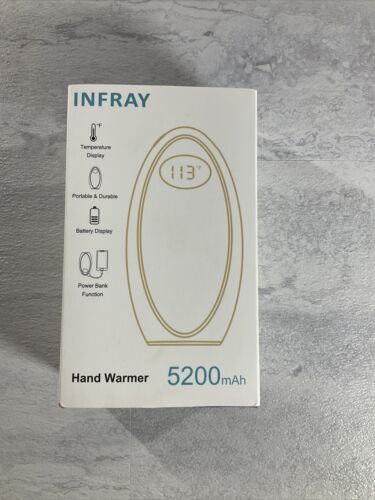 INFRAY
°F
Temperature
Display
113°F
Portable & Durable
Battery Display
Power Bank
Function
Hand Warmer
5200mAh